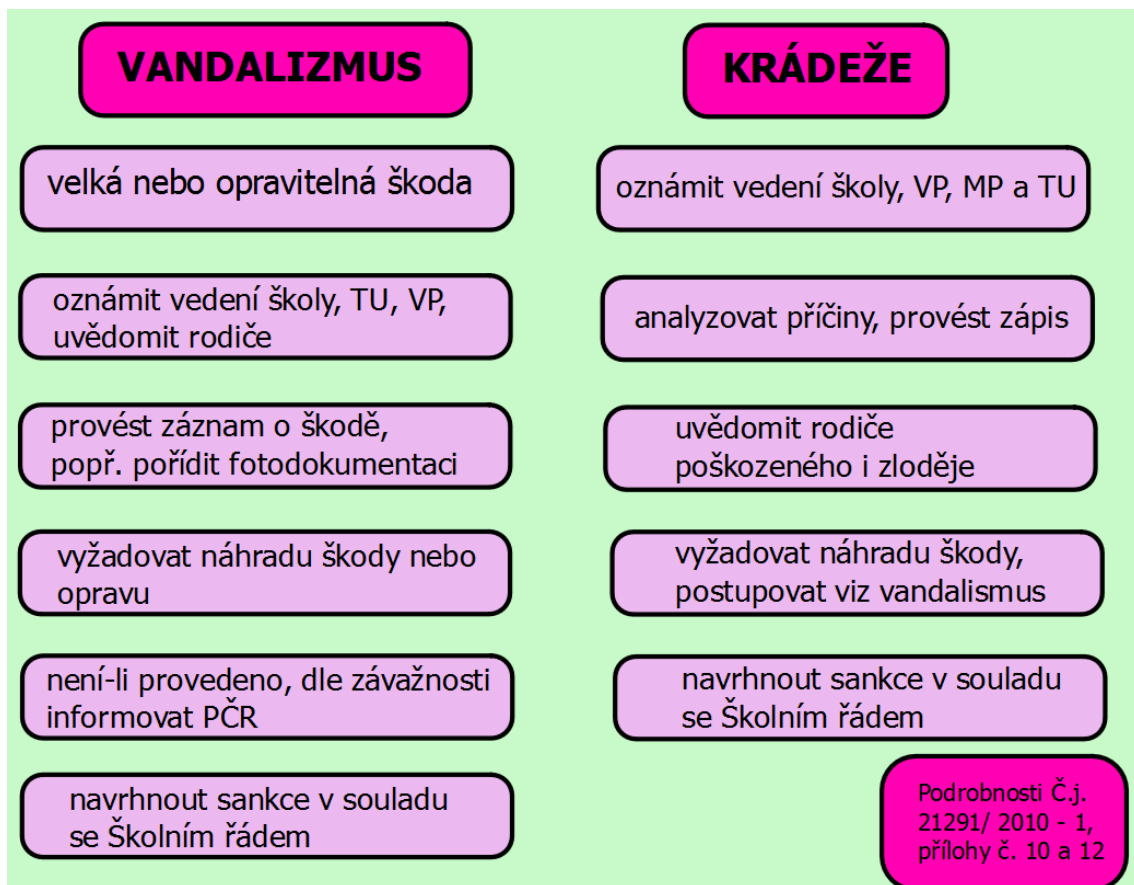 VANDALIZMUS
velká nebo opravitelná škoda
oznámit vedení školy, TU, VP,
uvědomit rodiče
provést záznam o škodě,
popř. pořídit fotodokumentaci
vyžadovat náhradu škody nebo
opravu
není-li provedeno, dle závažnosti
informovat PČR
navrhnout sankce v souladu
se Školním řádem
KRÁDEŽE
oznámit vedení školy, VP, MP a TU
analyzovat příčiny, provést zápis
uvědomit rodiče
poškozeného i zloděje
vyžadovat náhradu škody,
postupovat viz vandalismus
navrhnout sankce v souladu
se Školním řádem
Podrobnosti Č.j.
21291/ 2010 - 1,
přílohy č. 10 a 12